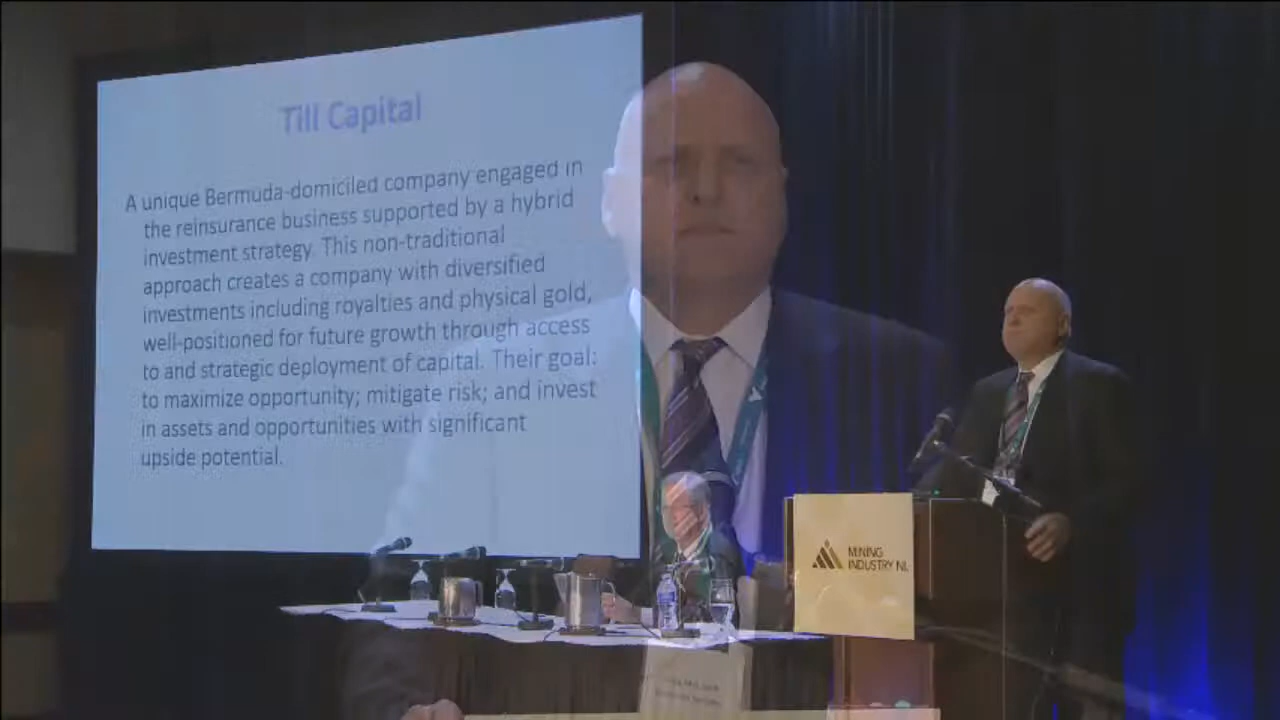 Till Capital
A unique Bermuda-domiciled company engaged in
the reinsurance business supported by a hybrid
investment strategy. This non-traditional
approach creates a company with diversified
investments including royalties and physical gold,
well-positioned for future growth through access
to and strategic deployment of capital. Their goal:
to maximize opportunity; mitigate risk; and invest
in assets and opportunities with significant
upside potential.
MINING
INDUSTRY NL